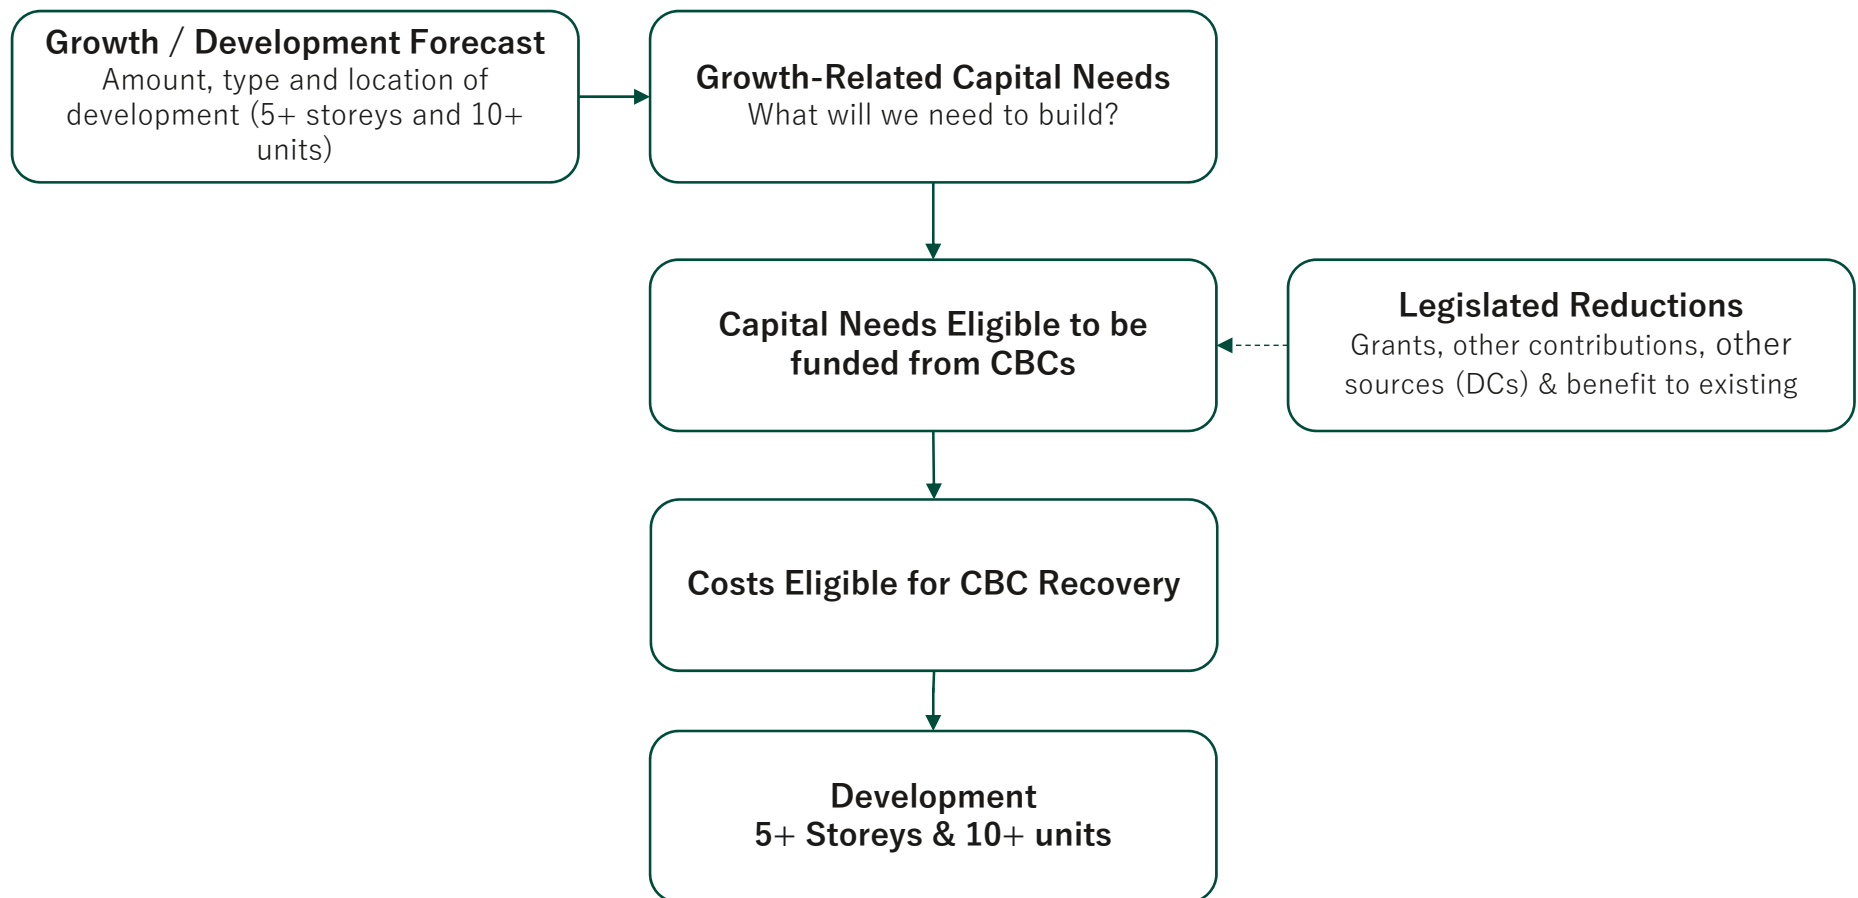 Growth / Development Forecast
Amount, type and location of
development (5+ storeys and 10+
units)
Growth-Related Capital Needs
What will we need to build?
Capital Needs Eligible to be
funded from CBCs
Legislated Reductions
Grants, other contributions, other
sources (DCs) & benefit to existing
Costs Eligible for CBC Recovery
Development
5+ Storeys & 10+ units